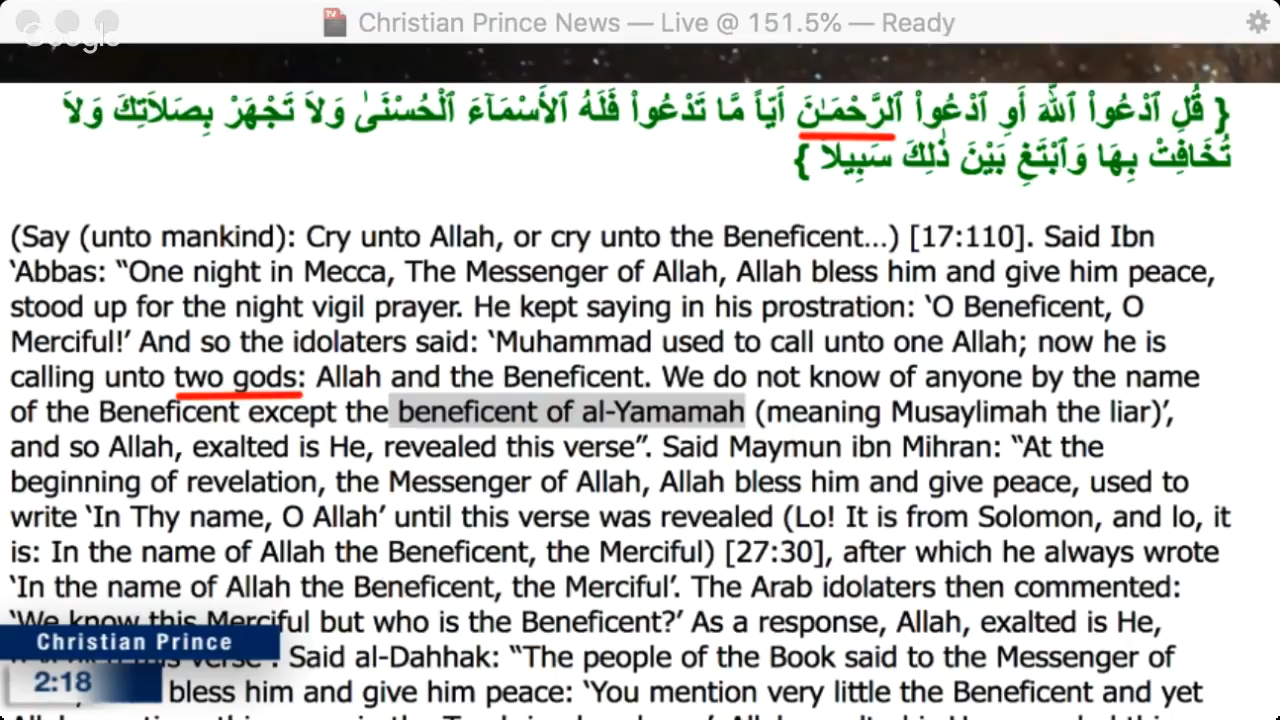 Christian Prince News — Live @ 151.5% — Ready
Google
{ قُلِ ٱدْعُواْ ٱللَّهَ أَوِ ٱدْعُواْ ٱلرَّحْمَـٰنَ أَيّاً مَّا تَدْعُواْ فَلَهُ ٱلأَسْمَآءَ ٱلْحُسْنَىٰ وَلاَ تَجْهَرْ بِصَلاَتِكَ وَلاَ
تُخَافِتْ بِهَا وَٱبْتَغِ بَيْنَ ذٰلِكَ سَبِيلاً }
(Say (unto mankind): Cry unto Allah, or cry unto the Beneficent...) [17:110]. Said Ibn
‘Abbas: “One night in Mecca, The Messenger of Allah, Allah bless him and give him peace,
stood up for the night vigil prayer. He kept saying in his prostration: ‘O Beneficent, O
Merciful!’ And so the idolaters said: ‘Muhammad used to call unto one Allah; now he is
calling unto two gods: Allah and the Beneficent. We do not know of anyone by the name
of the Beneficent except the beneficent of al-Yamamah (meaning Musaylimah the liar)’,
and so Allah, exalted is He, revealed this verse”. Said Maymun ibn Mihran: “At the
beginning of revelation, the Messenger of Allah, Allah bless him and give peace, used to
write ‘In Thy name, O Allah’ until this verse was revealed (Lo! It is from Solomon, and lo, it
is: In the name of Allah the Beneficent, the Merciful) [27:30], after which he always wrote
‘In the name of Allah the Beneficent, the Merciful’. The Arab idolaters then commented:
‘We know this Merciful but who is the Beneficent?’ As a response, Allah, exalted is He,
Christian Prince
this verse”. Said al-Dahhak: “The people of the Book said to the Messenger of
2:18
bless him and give him peace: ‘You mention very little the Beneficent and yet